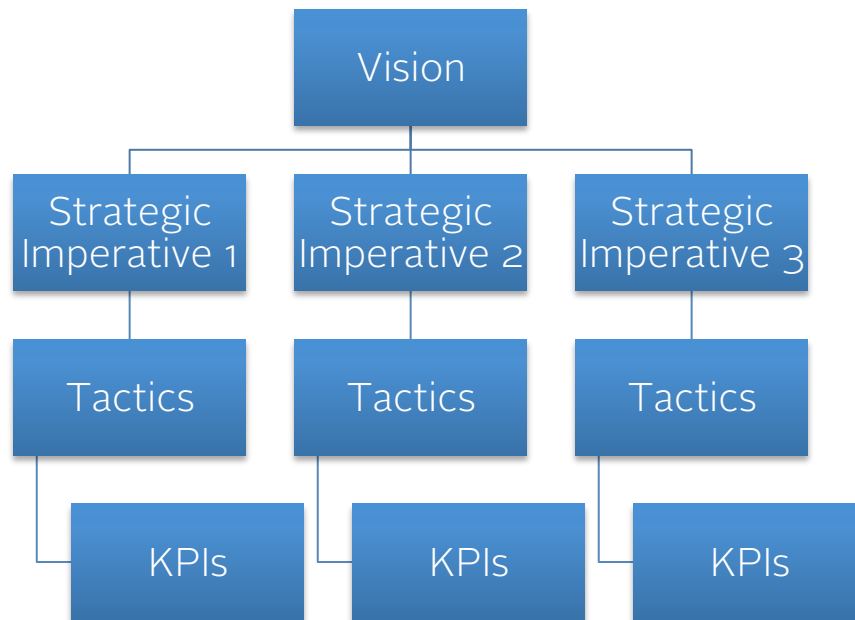 Vision
Strategic
Imperative 1
Strategic
Imperative 2
Strategic
Imperative 3
Tactics
Tactics
Tactics
KPIs
KPIs
KPIs